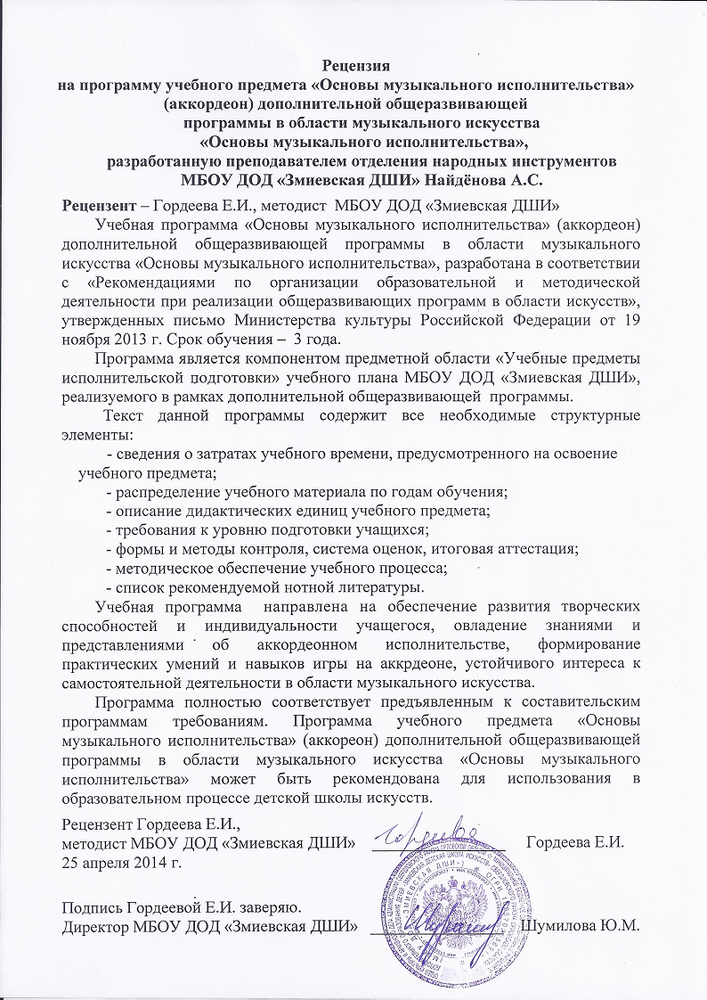 Рецензия
на программу учебного предмета «Основы музыкального исполнительства»
(аккордеон) дополнительной общеразвивающей
программы в области музыкального искусства
«Основы музыкального исполнительства»,
разработанную преподавателем отделения народных инструментов
МБОУ ДОД «Змиевская ДШИ» Найдёнова А.С.
Рецензент – Гордеева Е.И., методист МБОУ ДОД «Змиевская ДШИ»
Учебная программа «Основы музыкального исполнительства» (аккордеон)
дополнительной общеразвивающей программы в области музыкального
искусства «Основы музыкального исполнительства», разработана в соответствии
с «Рекомендациями по организации образовательной и методической
деятельности при реализации общеразвивающих программ в области искусств»,
утвержденных письмо Министерства культуры Российской Федерации от 19
ноября 2013 г. Срок обучения – 3 года.
Программа является компонентом предметной области «Учебные предметы
исполнительской подготовки» учебного плана МБОУ ДОД «Змиевская ДШИ»,
реализуемого в рамках дополнительной общеразвивающей программы.
Текст данной программы содержит все необходимые структурные
элементы:
- сведения о затратах учебного времени, предусмотренного на освоение
учебного предмета;
- распределение учебного материала по годам обучения;
- описание дидактических единиц учебного предмета;
- требования к уровню подготовки учащихся;
- формы и методы контроля, система оценок, итоговая аттестация;
- методическое обеспечение учебного процесса;
- список рекомендуемой нотной литературы.
Учебная программа направлена на обеспечение развития творческих
способностей и индивидуальности учащегося, овладение знаниями и
представлениями об аккордеонном исполнительстве, формирование
практических умений и навыков игры на аккрдеоне, устойчивого интереса к
самостоятельной деятельности в области музыкального искусства.
Программа полностью соответствует предъявленным к составительским
программам требованиям. Программа учебного предмета «Основы
музыкального исполнительства» (аккореон) дополнительной общеразвивающей
программы в области музыкального искусства «Основы музыкального
исполнительства» может быть рекомендована для использования в
образовательном процессе детской школы искусств.
Рецензент Гордеева Е.И.,
методист МБОУ ДОД «Змиевская ДШИ» Гордеева Гордеева Е.И.
25 апреля 2014 г.
Подпись Гордеевой Е.И. заверяю.
Директор МБОУ ДОД «Змиевская ДШИ» Шумилова Ю.М.